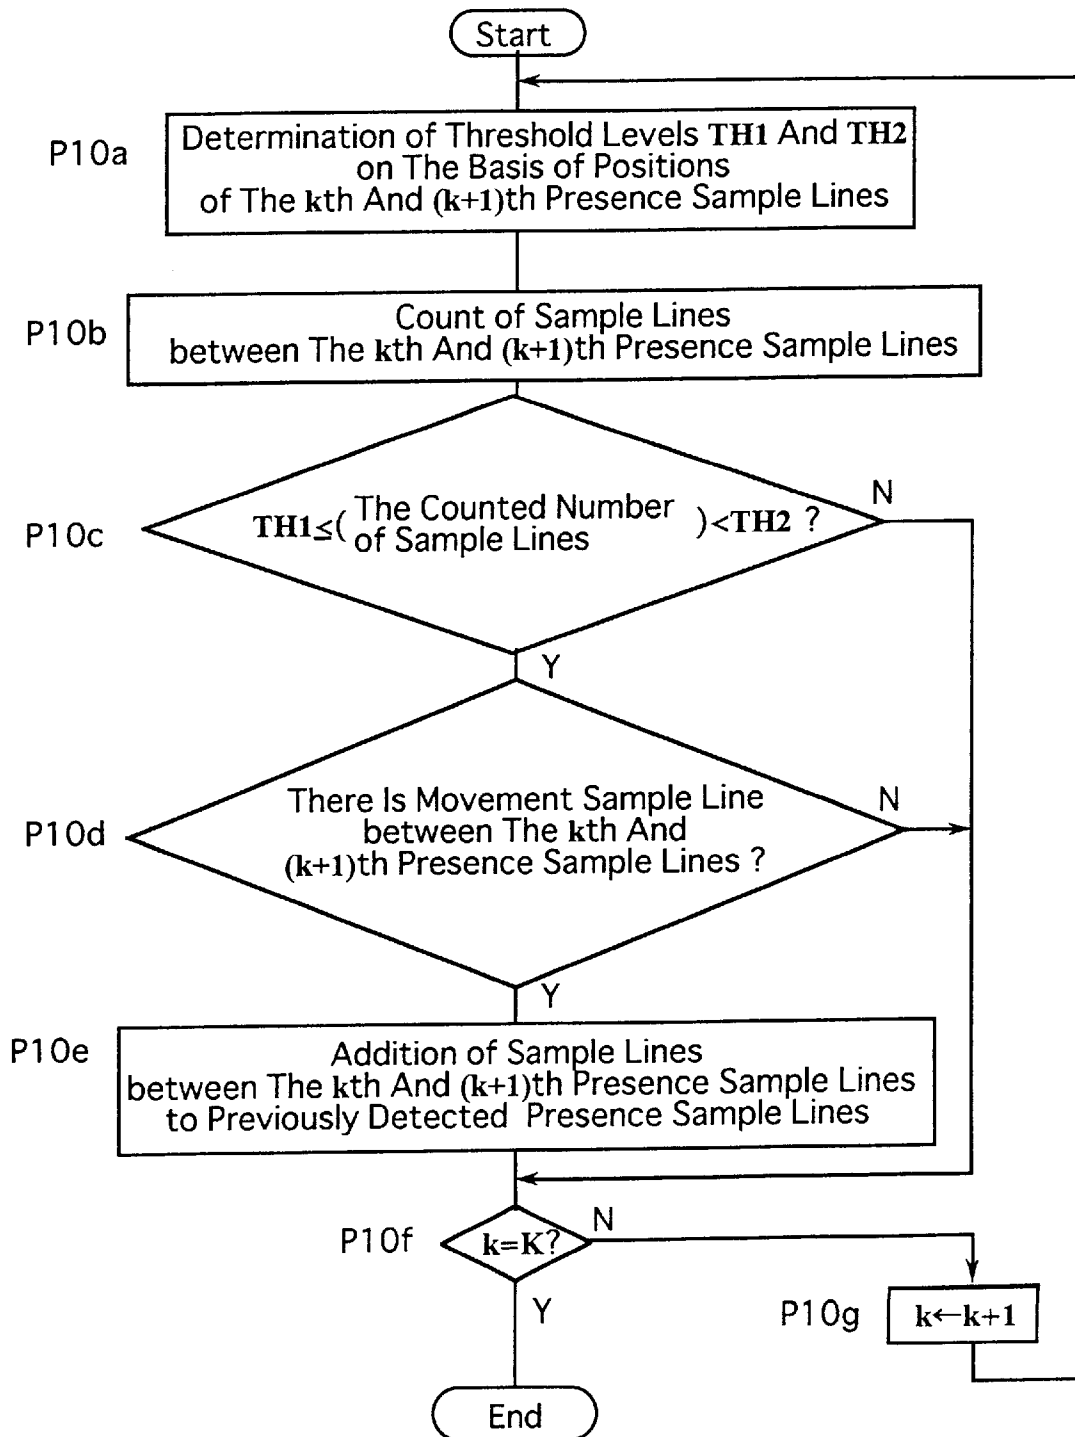 Start
P10a
Determination of Threshold Levels TH1 And TH2
on The Basis of Positions
of The kth And (k+1)th Presence Sample Lines
P10b
Count of Sample Lines
between The kth And (k+1)th Presence Sample Lines
P10c
TH1≤( The Counted Number
of Sample Lines )<TH2 ?
N
Y
P10d
There Is Movement Sample Line
between The kth And
(k+1)th Presence Sample Lines ?
N
Y
P10e
Addition of Sample Lines
between The kth And (k+1)th Presence Sample Lines
to Previously Detected Presence Sample Lines
P10f
k=K?
N
Y
P10g
k←k+1
End